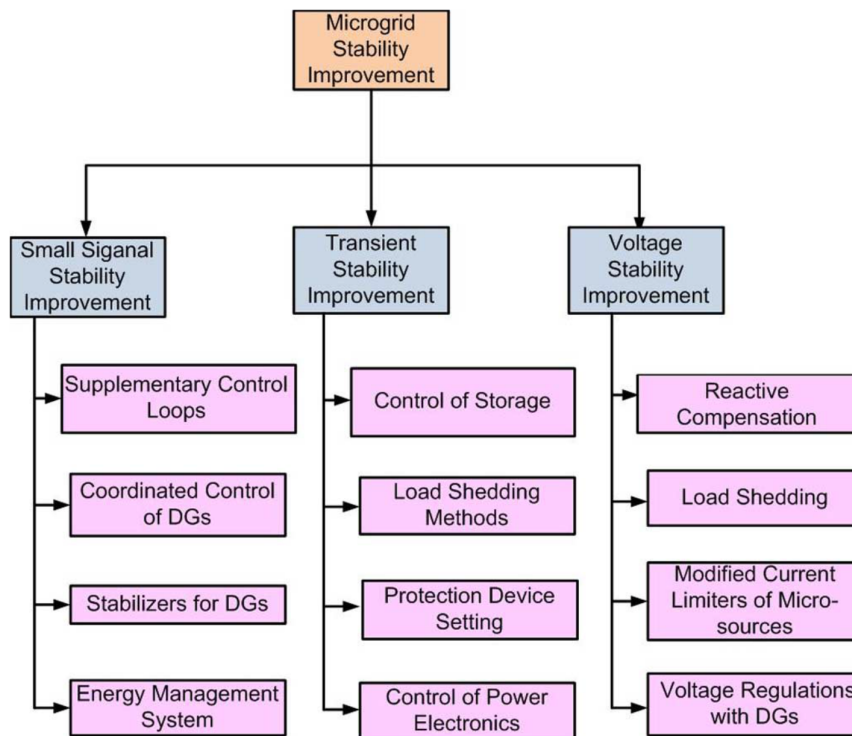 Microgrid
Stability
Improvement
Small Siganal
Stability
Improvement
Transient
Stability
Improvement
Voltage
Stability
Improvement
Supplementary Control
Loops
Coordinated Control
of DGs
Stabilizers for DGs
Energy Management
System
Control of Storage
Load Shedding
Methods
Protection Device
Setting
Control of Power
Electronics
Reactive
Compensation
Load Shedding
Modified Current
Limiters of Micro-
sources
Voltage Regulations
with DGs